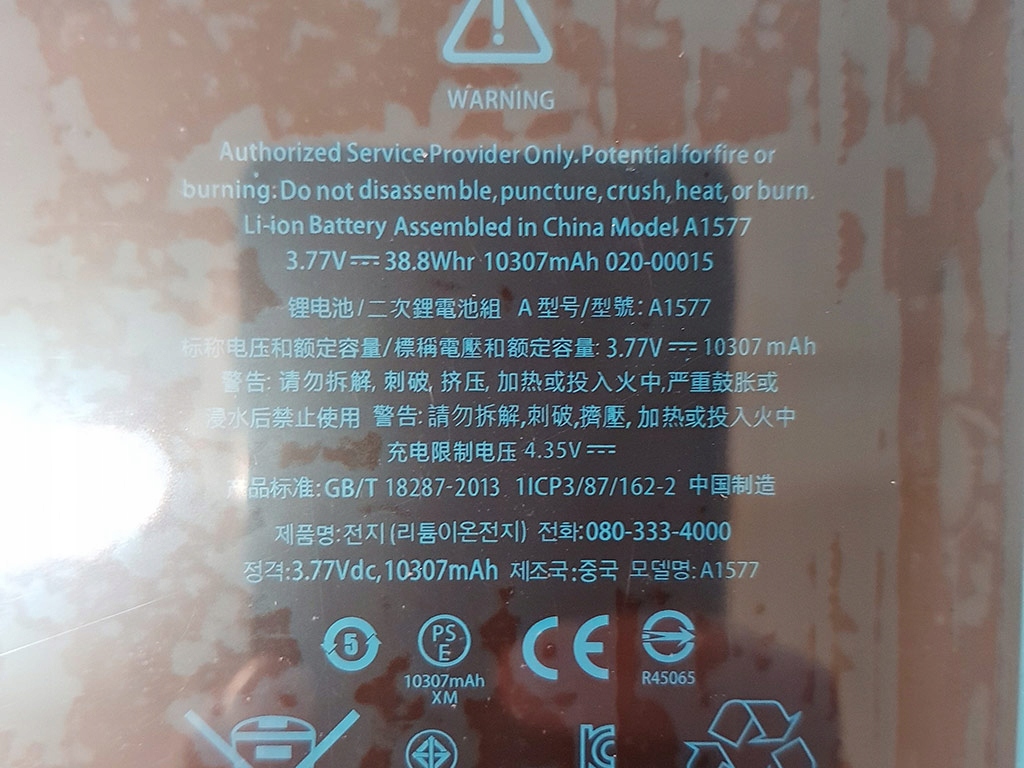 WARNING
Authorized Service Provider Only. Potential for fire or
burning: Do not disassemble, puncture, crush, heat, or burn.
Li-ion Battery Assembled in China Model A1577
3.77V⎓38.8Whr 10307mAh 020-00015
锂电池/二次鋰電池組 A 型号/型號: A1577
标称电压和额定容量/標稱電壓和额定容量: 3.77V ⎓ 10307 mAh
警告: 请勿拆解, 刺破, 挤压, 加热或投入火中,严重鼓胀或
浸水后禁止使用 警告: 請勿拆解,刺破,擠壓, 加热或投入火中
充电限制电压 4.35V⎓
产品标准: GB/T 18287-2013 1ICP3/87/162-2 中国制造
제품명:전지 (리튬이온전지) 전화:080-333-4000
정격:3.77Vdc,10307mAh 제조국:중국 모델명: A1577
5 PS E CE
10307mAh R45065
XM